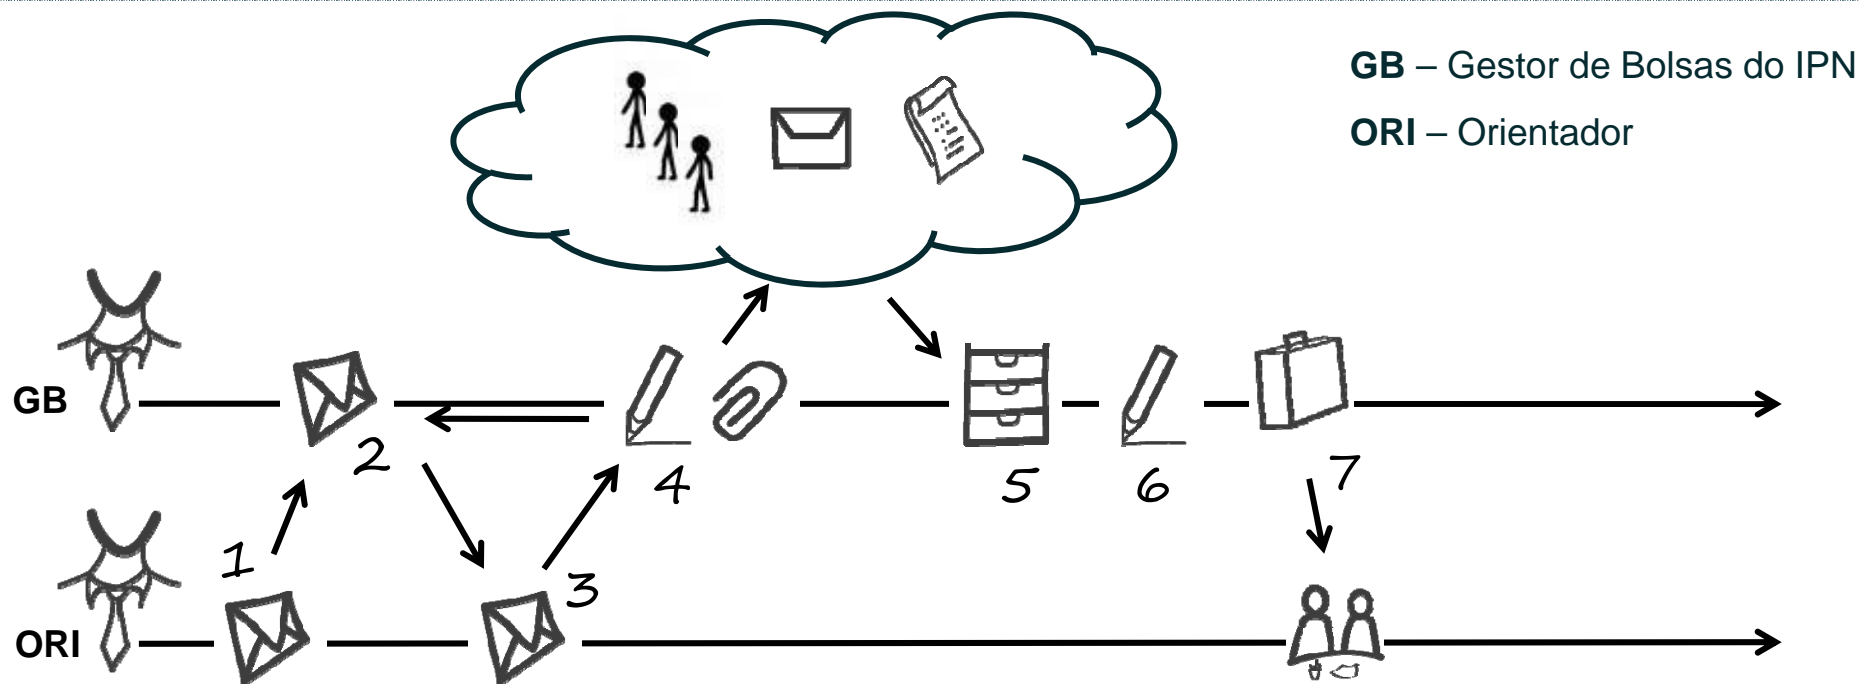 GB – Gestor de Bolsas do IPN
ORI – Orientador
GB
2
4
5
6
7
1
3
ORI